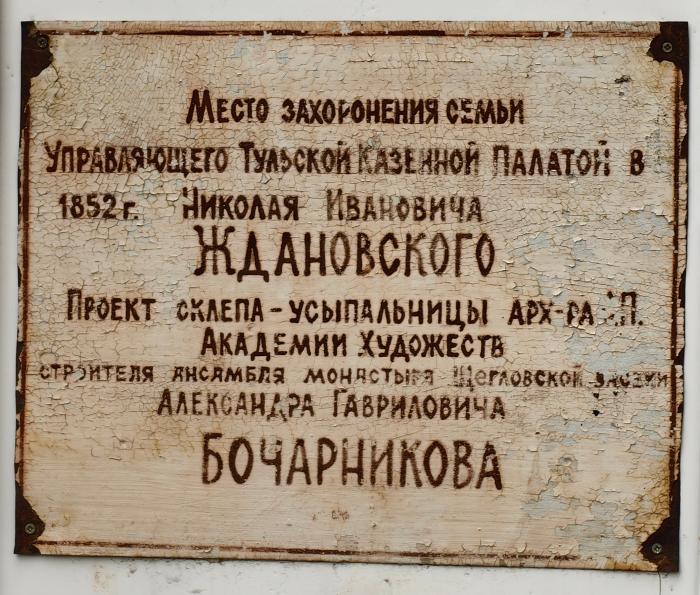 Место захоронения семьи
Управляющего Тульской Казенной Палатой в
1852 г. Николая Ивановича
Ждановского
Проект склепа - усыпальницы арх-ра
Академии Художеств
строителя ансамбля монастыря Щегловской засеки
Александра Гавриловича
Бочарникова